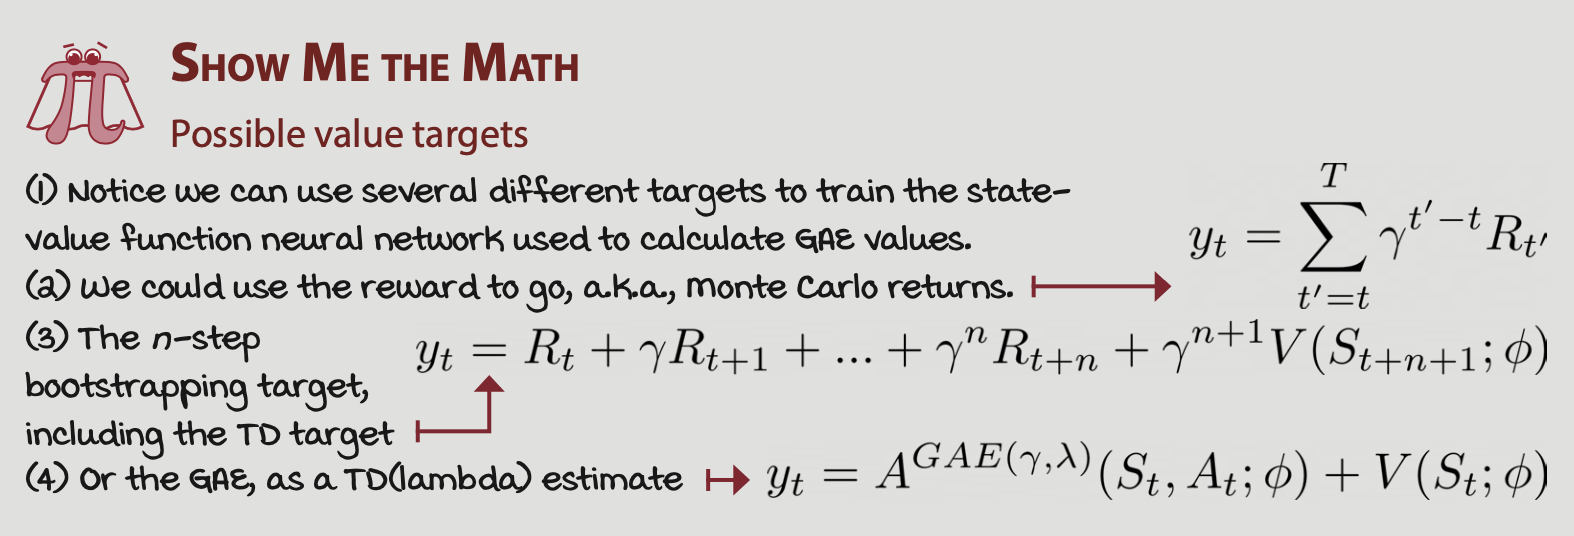 SHOW ME THE MATH
Possible value targets
(1) Notice we can use several different targets to train the state-
value function neural network used to calculate GAE values.
(2) We could use the reward to go, a.k.a., Monte Carlo returns.
y_t = \sum_{t'=t}^{T} \gamma^{t'-t} R_{t'}
(3) The n-step
bootstrapping target,
including the TD target
y_t = R_t + \gamma R_{t+1} + ... + \gamma^n R_{t+n} + \gamma^{n+1} V(S_{t+n+1}; \phi)
(4) Or the GAE, as a TD(lambda) estimate
y_t = A^{GAE(\gamma,\lambda)}(S_t, A_t; \phi) + V(S_t; \phi)